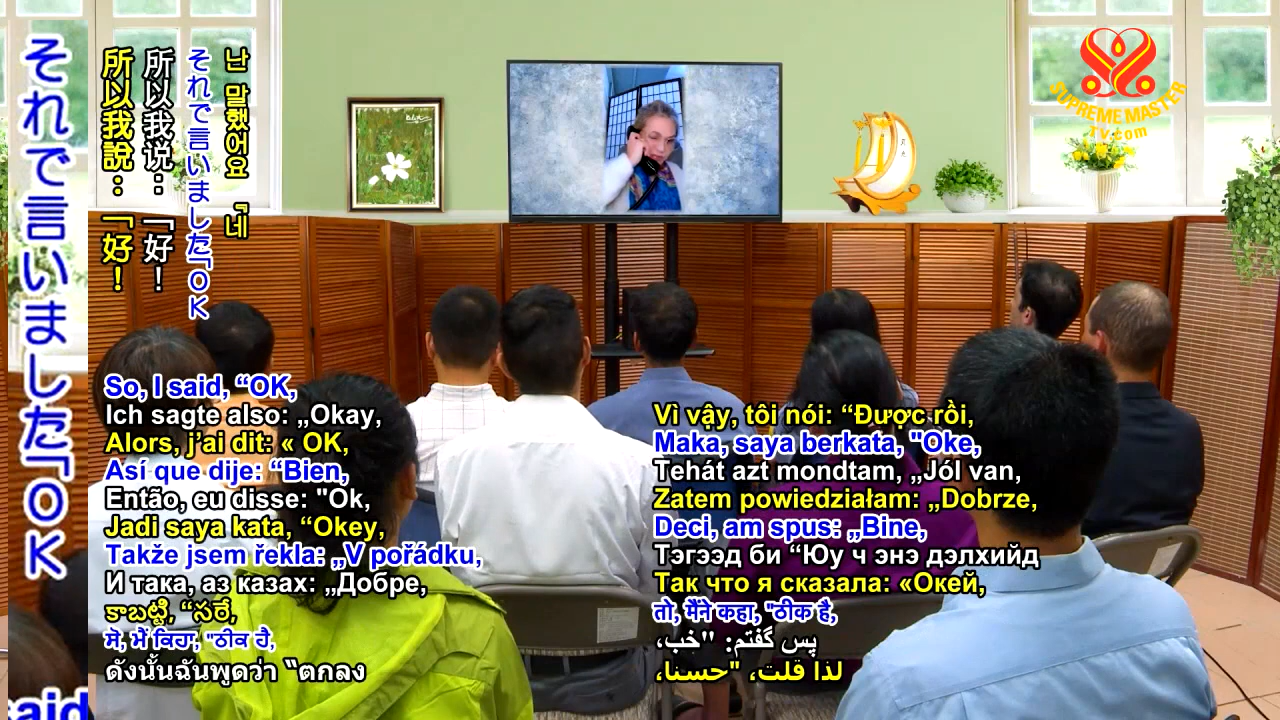 それで言いました「OK
所以我說：「好！
所以我说：「好！
それで言いました「OK
난 말했어요 『네
SUPREME MASTER
TV.com
So, I said, “OK,
Ich sagte also: „Okay,
Alors, j’ai dit: « OK,
Así que dije: “Bien,
Então, eu disse: "Ok,
Jadi saya kata, “Okey,
Takže jsem řekla: „V pořádku,
И така, аз казах: „Добре,
కాబట్టి, “సరే,
ਸੋ, ਮੈਂ ਕਿਹਾ, "ਠੀਕ ਹੈ,
ดังนั้นฉันพูดว่า “ตกลง
Vì vậy, tôi nói: “Được rồi,
Maka, saya berkata, "Oke,
Tehát azt mondtam, „Jól van,
Zatem powiedziałam: „Dobrze,
Deci, am spus: „Bine,
Тэгээд би “Юу ч энэ дэлхийд
Так что я сказала: «Окей,
तो, मैंने कहा, "ठीक है,
پس گفتم: "خب،
لذا قلت، "حسنا،
said